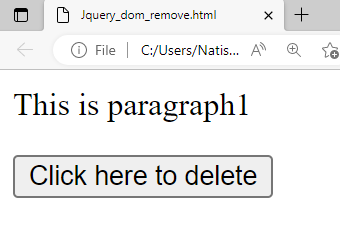 Jquery_dom_remove.html
File | C:/Users/Natis...
This is paragraph1
Click here to delete